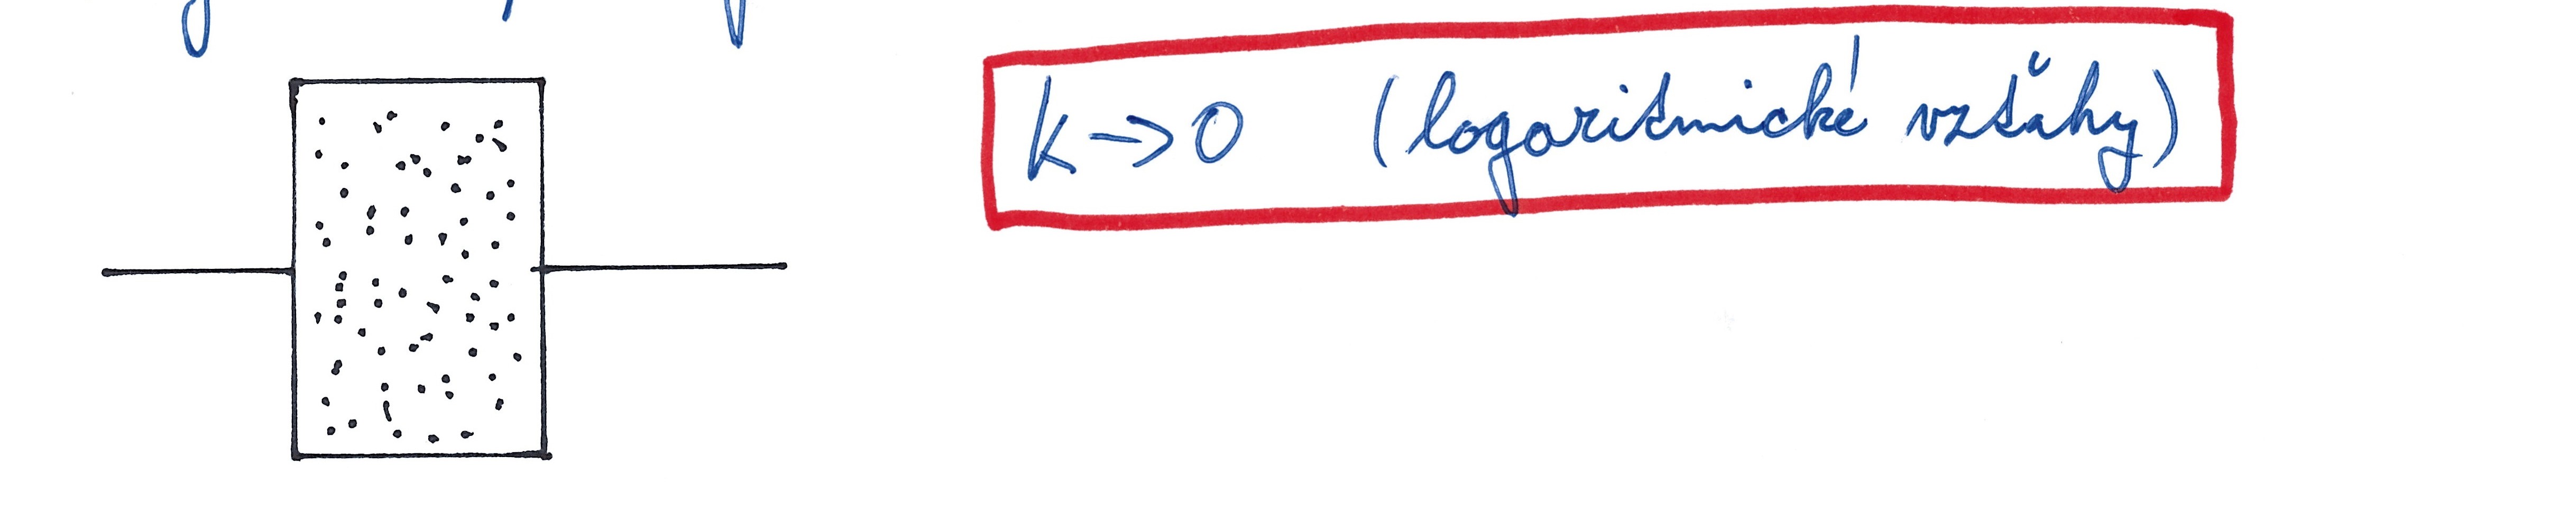 k → 0 (logaritmické vztahy)